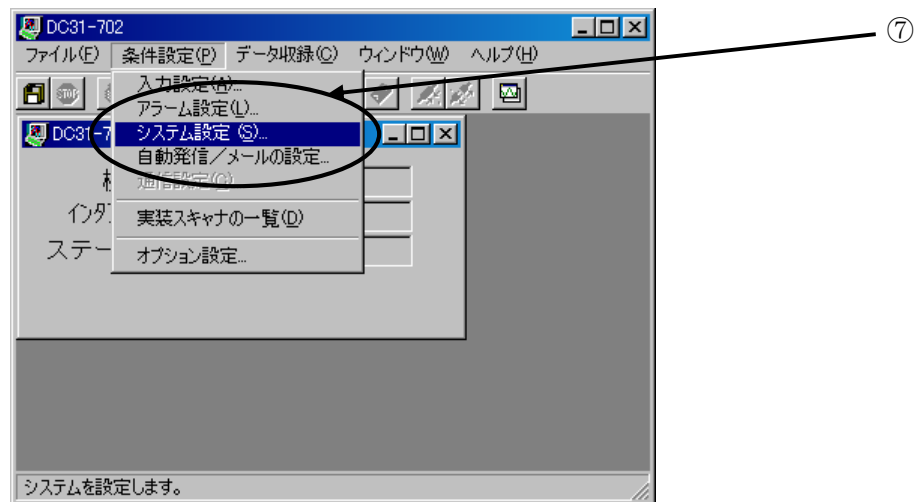 DC31-702
ファイル(F) 条件設定(P) データ収録(C) ウィンドウ(W) ヘルプ(H)
⑦
入力設定(A)...
STOP
アラーム設定(L)...
DC31-7
システム設定 (S)...
自動発信／メールの設定...
通信設定(C)
インタ
実装スキャナの一覧(D)
ステー
オプション設定...
システムを設定します。